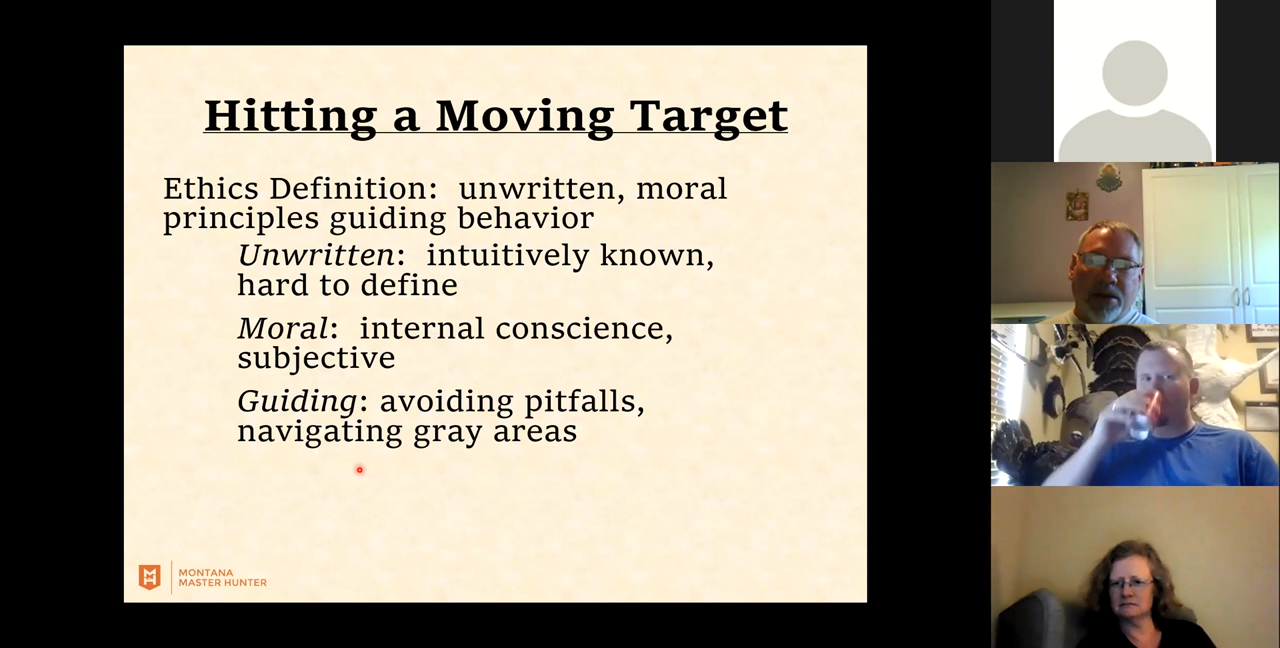 Hitting a Moving Target
Ethics Definition: unwritten, moral
principles guiding behavior
Unwritten: intuitively known,
hard to define
Moral: internal conscience,
subjective
Guiding: avoiding pitfalls,
navigating gray areas
MONTANA
MASTER HUNTER